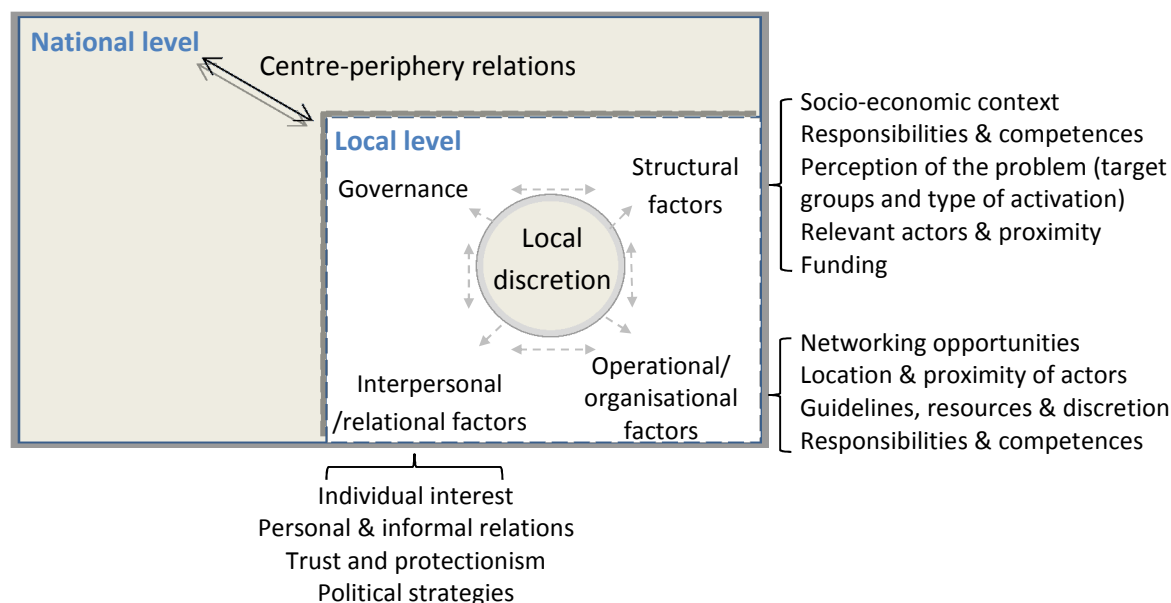 National level
Centre-periphery relations
Local level
Governance
Structural
factors
Local
discretion
Interpersonal
/relational factors
Operational/
organisational
factors
Socio-economic context
Responsibilities & competences
Perception of the problem (target
groups and type of activation)
Relevant actors & proximity
Funding
Networking opportunities
Location & proximity of actors
Guidelines, resources & discretion
Responsibilities & competences
Individual interest
Personal & informal relations
Trust and protectionism
Political strategies